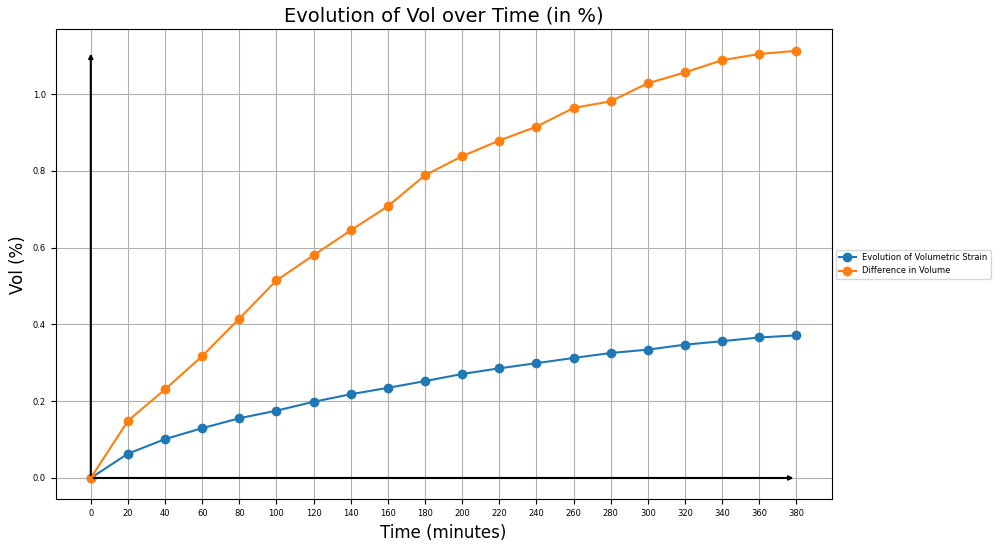 Evolution of Vol over Time (in %)
Vol (%)
1.0
0.8
0.6
0.4
0.2
0.0
0 20 40 60 80 100 120 140 160 180 200 220 240 260 280 300 320 340 360 380
Time (minutes)
Evolution of Volumetric Strain
Difference in Volume